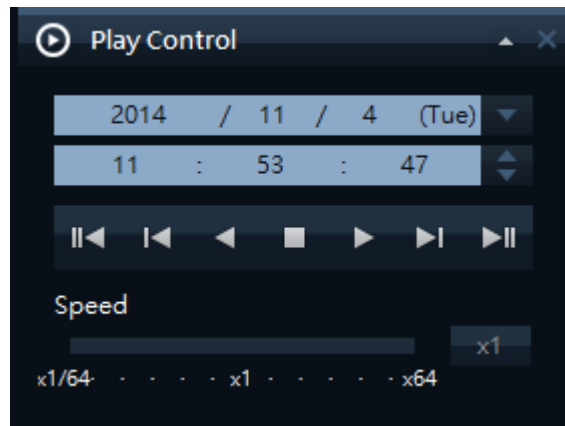 Play Control
2014 / 11 / 4 (Tue)
11 : 53 : 47
Speed
x1
x1/64 · · · · · x1 · · · · · x64